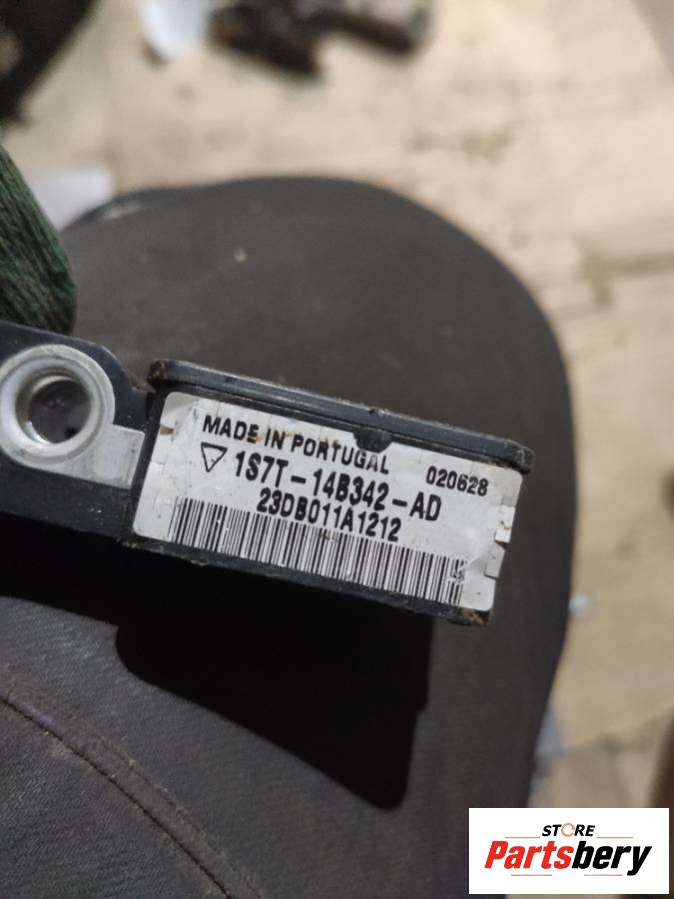 MADE IN PORTUGAL 020628
1S7T-14B342-AD
23DB011A1212
STORE
Partsbery